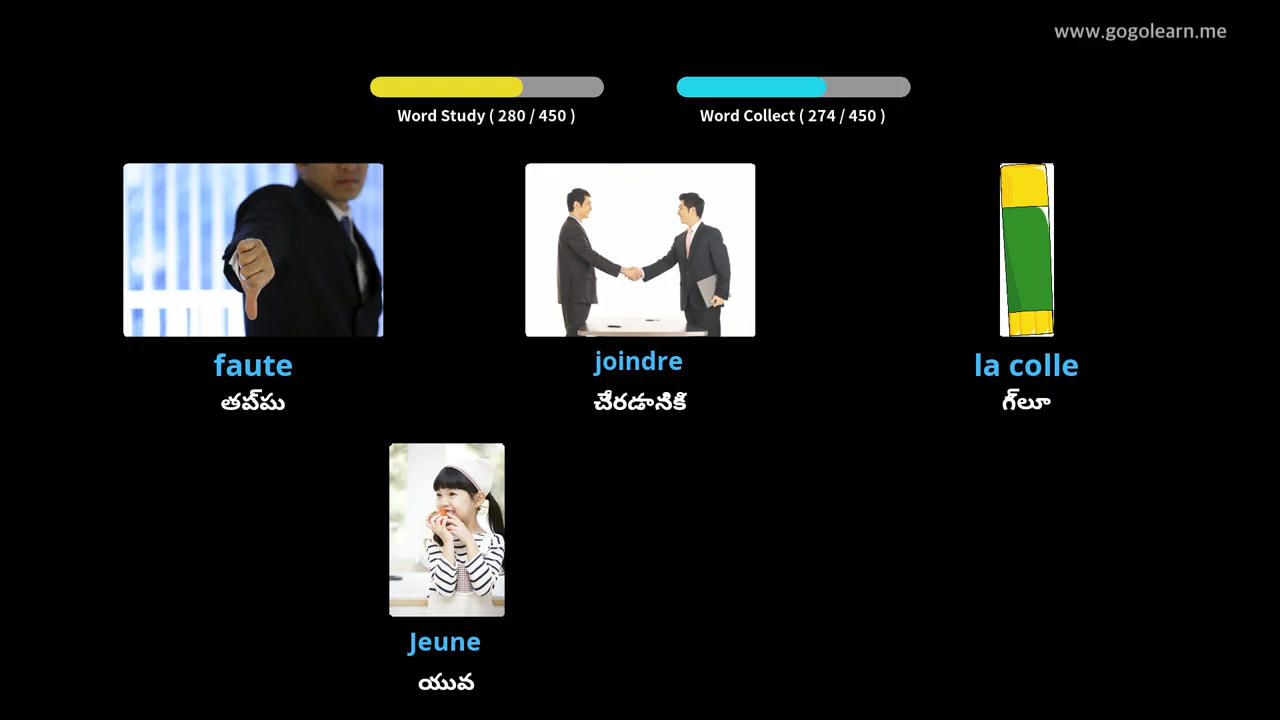 www.gogolearn.me
Word Study ( 280 / 450 )
Word Collect ( 274 / 450 )
faute
joindre
la colle
తప్పు
చేరడానికి
గ్లూ
Jeune
యువ